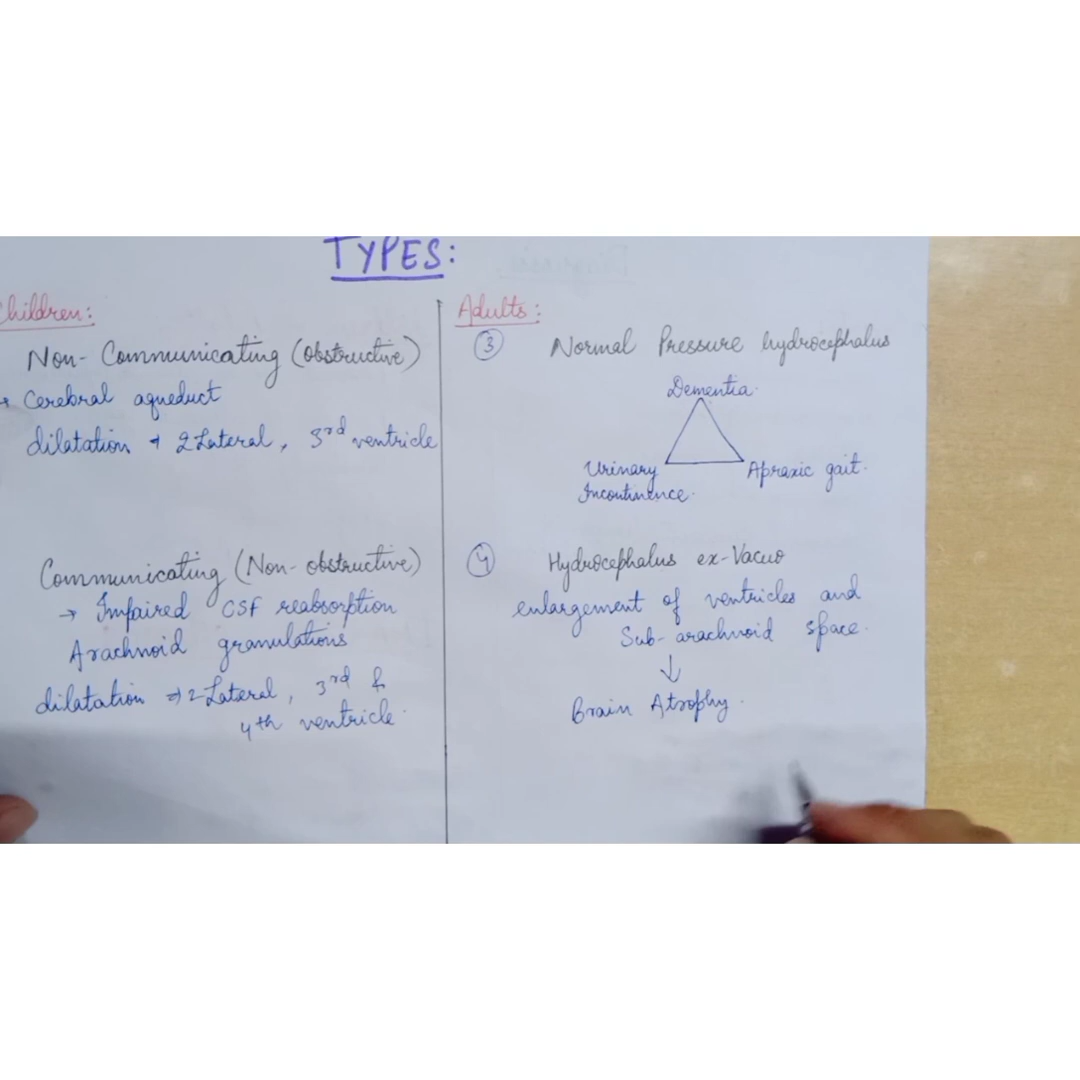 TYPES:
Children:
Non-Communicating (Obstructive)
→ Cerebral aqueduct
dilatation → 2 Lateral, 3rd ventricle
Communicating (Non-obstructive)
→ Impaired CSF reabsorption
Arachnoid granulations
dilatation ⇒ 2 Lateral, 3rd &
4th ventricle.
Adults:
③ Normal Pressure hydrocephalus
Dementia.
Urinary
Incontinence.
Apraxic gait.
④ Hydrocephalus ex-Vacuo
enlargement of ventricles and
Sub-arachnoid space.
↓
Brain Atrophy.